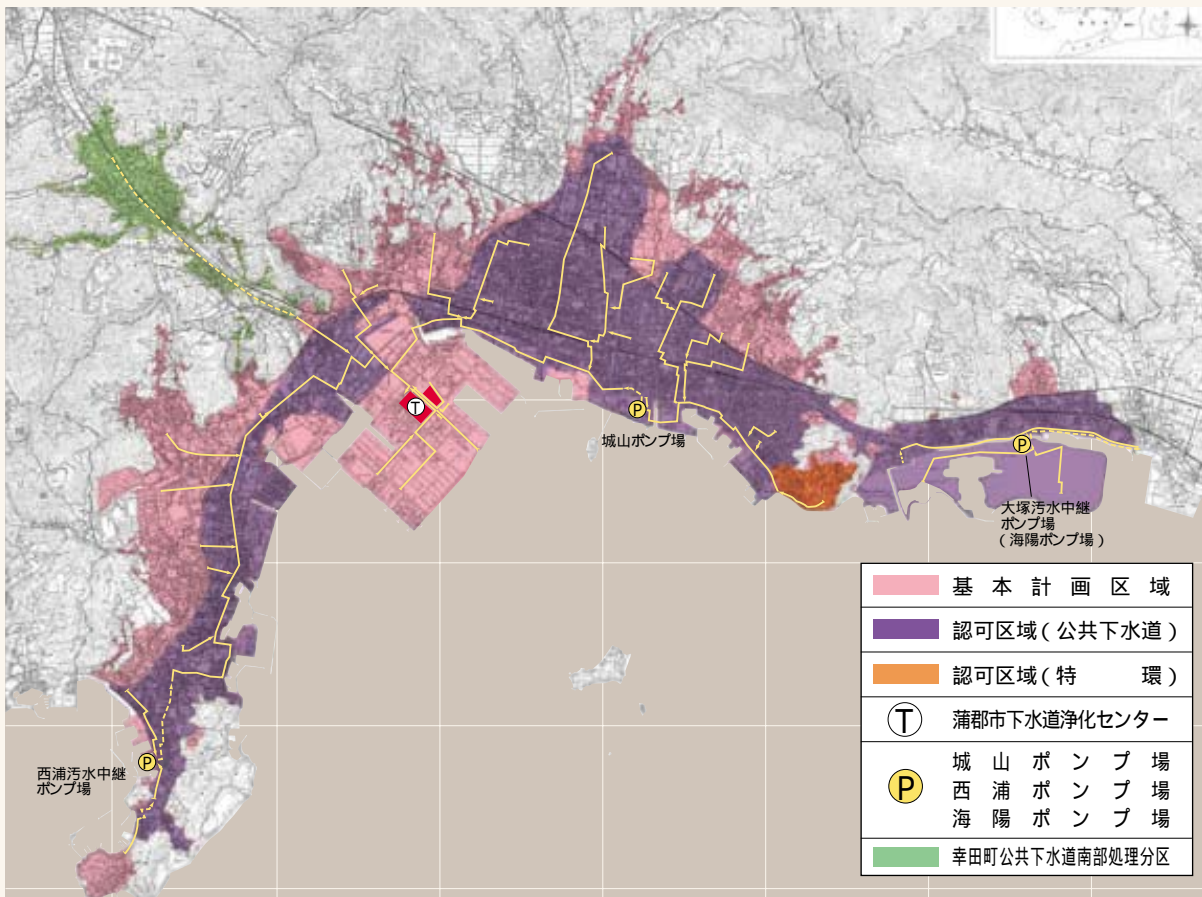 城山ポンプ場
大塚汚水中継
ポンプ場
(海陽ポンプ場)
西浦汚水中継
ポンプ場
T
P
P
P
基本計画区域
認可区域(公共下水道)
認可区域(特 環)
T 蒲郡市下水道浄化センター
P
城山ポンプ場
西浦ポンプ場
海陽ポンプ場
幸田町公共下水道南部処理分区